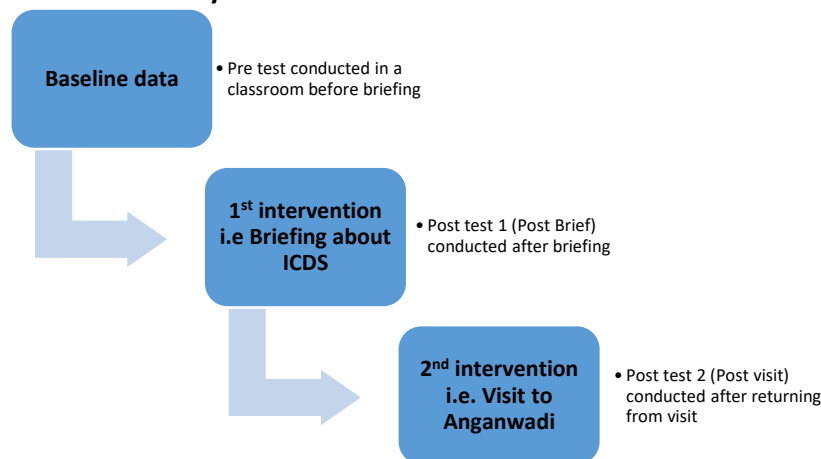 Baseline data
• Pre test conducted in a
classroom before briefing
1st intervention
i.e Briefing about
ICDS
• Post test 1 (Post Brief)
conducted after briefing
2nd intervention
i.e. Visit to
Anganwadi
• Post test 2 (Post visit)
conducted after returning
from visit